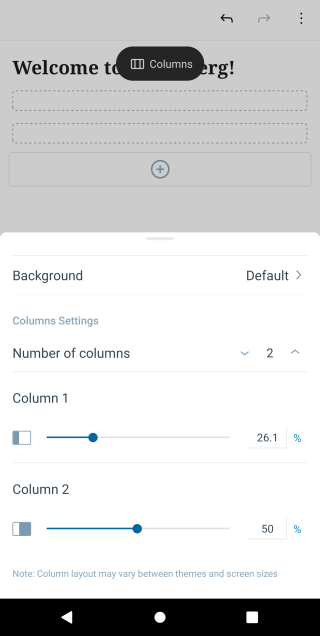 Columns
Welcome to erg!
Background Default
Columns Settings
Number of columns 2
Column 1
26.1 %
Column 2
50 %
Note: Column layout may vary between themes and screen sizes